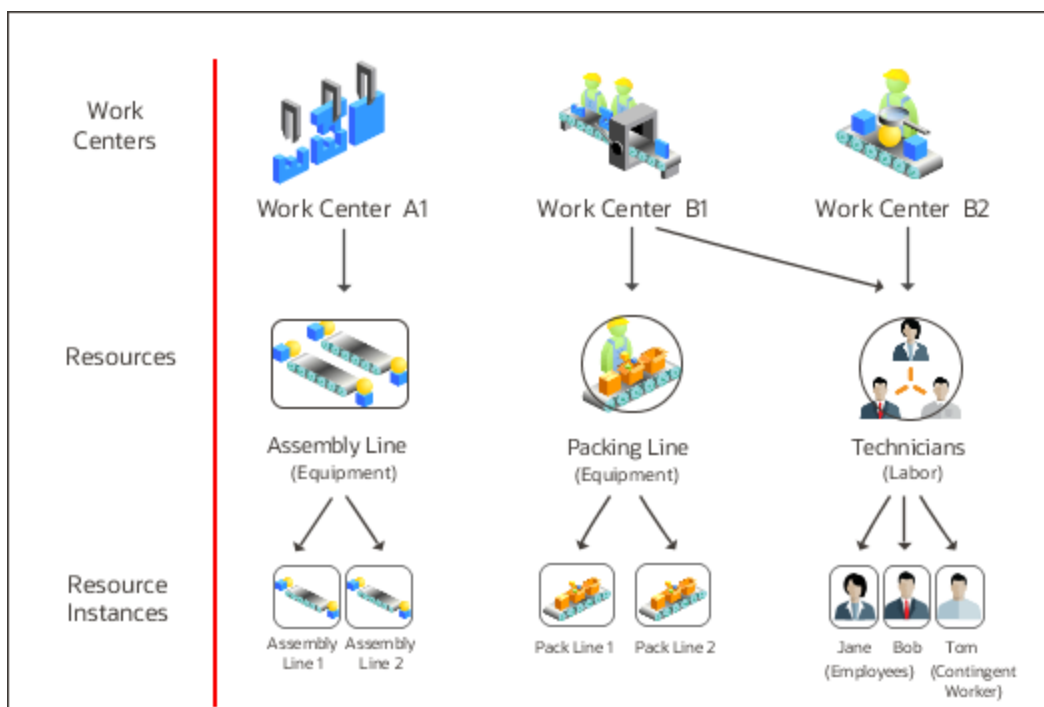 Work
Centers
Work Center A1
Work Center B1
Work Center B2
Resources
Assembly Line
(Equipment)
Packing Line
(Equipment)
Technicians
(Labor)
Resource
Instances
Assembly
Line 1
Assembly
Line 2
Pack Line 1
Pack Line 2
Jane
Bob
(Employees)
Tom
(Contingent
Worker)